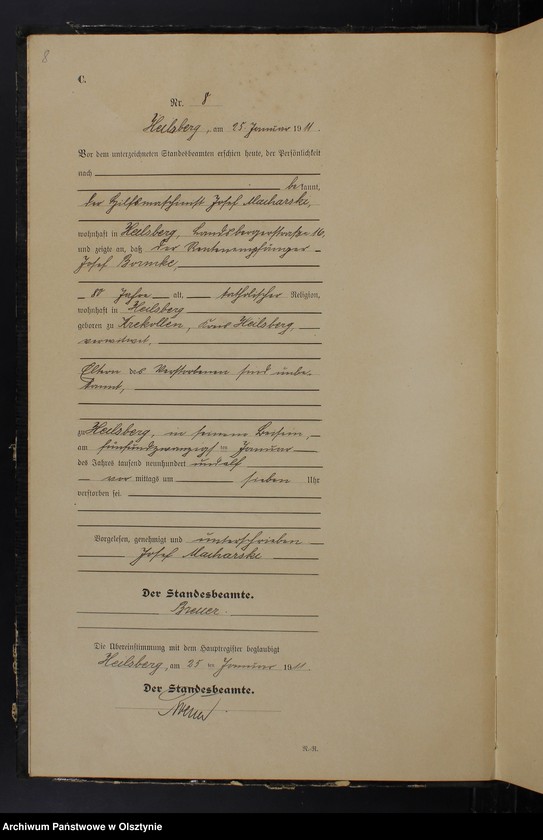 8
C.
Nr. 8
Heilsberg, am 25 Januar 1911.
Vor dem unterzeichneten Standesbeamten erschien heute, der Persönlichkeit
nach
bekannt,
der Hilfsmaschinist Josef Macharski,
wohnhaft in Heilsberg, Landsbergerstraße 16,
und zeigte an, daß der Rentenempfänger
Josef Bormke,
80 Jahre alt, katholischer Religion,
wohnhaft in Heilsberg
geboren zu Krekollen, Kreis Heilsberg,
verwitwet,
Eltern des Verstorbenen sind unbe-
kannt,
zu Heilsberg, in seinem Beisein,
am fünfundzwanzigsten Januar
des Jahres tausend neunhundert und elf
vor mittags um sieben Uhr
verstorben sei.
Vorgelesen, genehmigt und unterschrieben
Josef Macharski
Der Standesbeamte.
Breuer.
Die Übereinstimmung mit dem Hauptregister beglaubigt
Heilsberg, am 25 ten Januar 1911.
Der Standesbeamte.
R.-R.
Archiwum Państwowe w Olsztynie